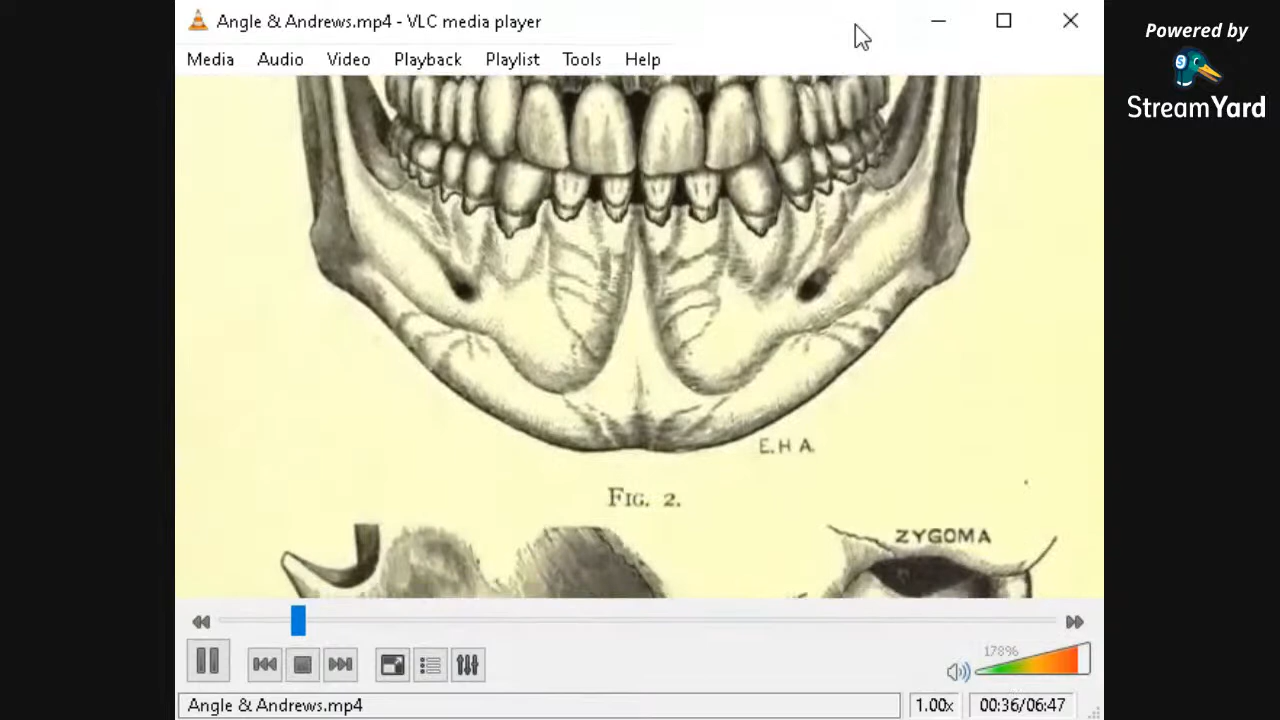 Angle & Andrews.mp4 - VLC media player
Powered by
StreamYard
Media Audio Video Playback Playlist Tools Help
E.H A.
FIG. 2.
ZYGOMA
178%
Angle & Andrews.mp4
1.00x
00:36/06:47